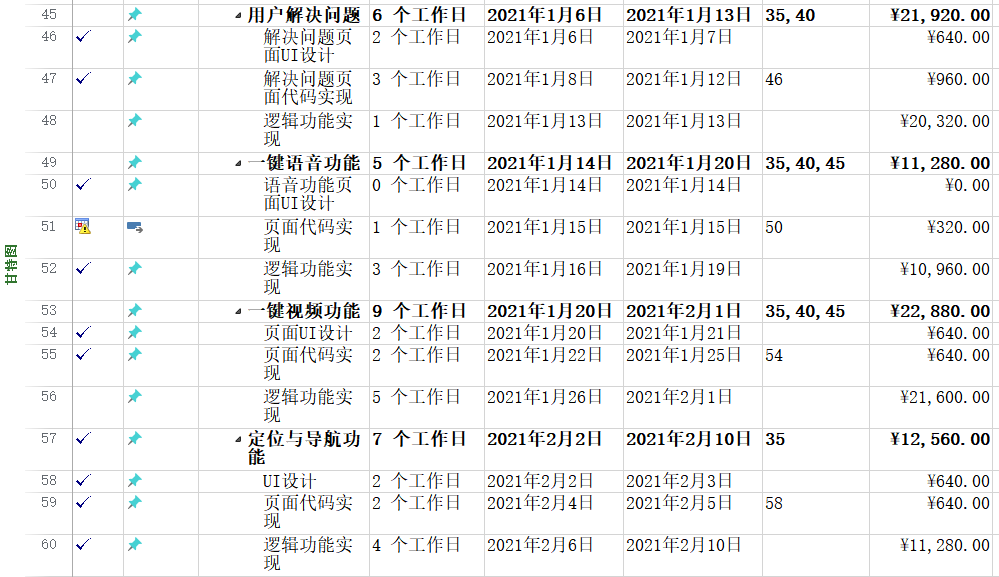 45 用户解决问题 6 个工作日 2021年1月6日 2021年1月13日 35,40 ¥21,920.00
46 解决问题页 2 个工作日 2021年1月6日 2021年1月7日 ¥640.00
面UI设计
47 解决问题页 3 个工作日 2021年1月8日 2021年1月12日 46 ¥960.00
面代码实现
48 逻辑功能实 1 个工作日 2021年1月13日 2021年1月13日 ¥20,320.00
现
49 一键语音功能 5 个工作日 2021年1月14日 2021年1月20日 35,40,45 ¥11,280.00
50 语音功能页 0 个工作日 2021年1月14日 2021年1月14日 ¥0.00
面UI设计
51 页面代码实 1 个工作日 2021年1月15日 2021年1月15日 50 ¥320.00
现
52 逻辑功能实 3 个工作日 2021年1月16日 2021年1月19日 ¥10,960.00
现
53 一键视频功能 9 个工作日 2021年1月20日 2021年2月1日 35,40,45 ¥22,880.00
54 页面UI设计 2 个工作日 2021年1月20日 2021年1月21日 ¥640.00
55 页面代码实 2 个工作日 2021年1月22日 2021年1月25日 54 ¥640.00
现
56 逻辑功能实 5 个工作日 2021年1月26日 2021年2月1日 ¥21,600.00
现
57 定位与导航功 7 个工作日 2021年2月2日 2021年2月10日 35 ¥12,560.00
能
58 UI设计 2 个工作日 2021年2月2日 2021年2月3日 ¥640.00
59 页面代码实 2 个工作日 2021年2月4日 2021年2月5日 58 ¥640.00
现
60 逻辑功能实 4 个工作日 2021年2月6日 2021年2月10日 ¥11,280.00
现
甘特图